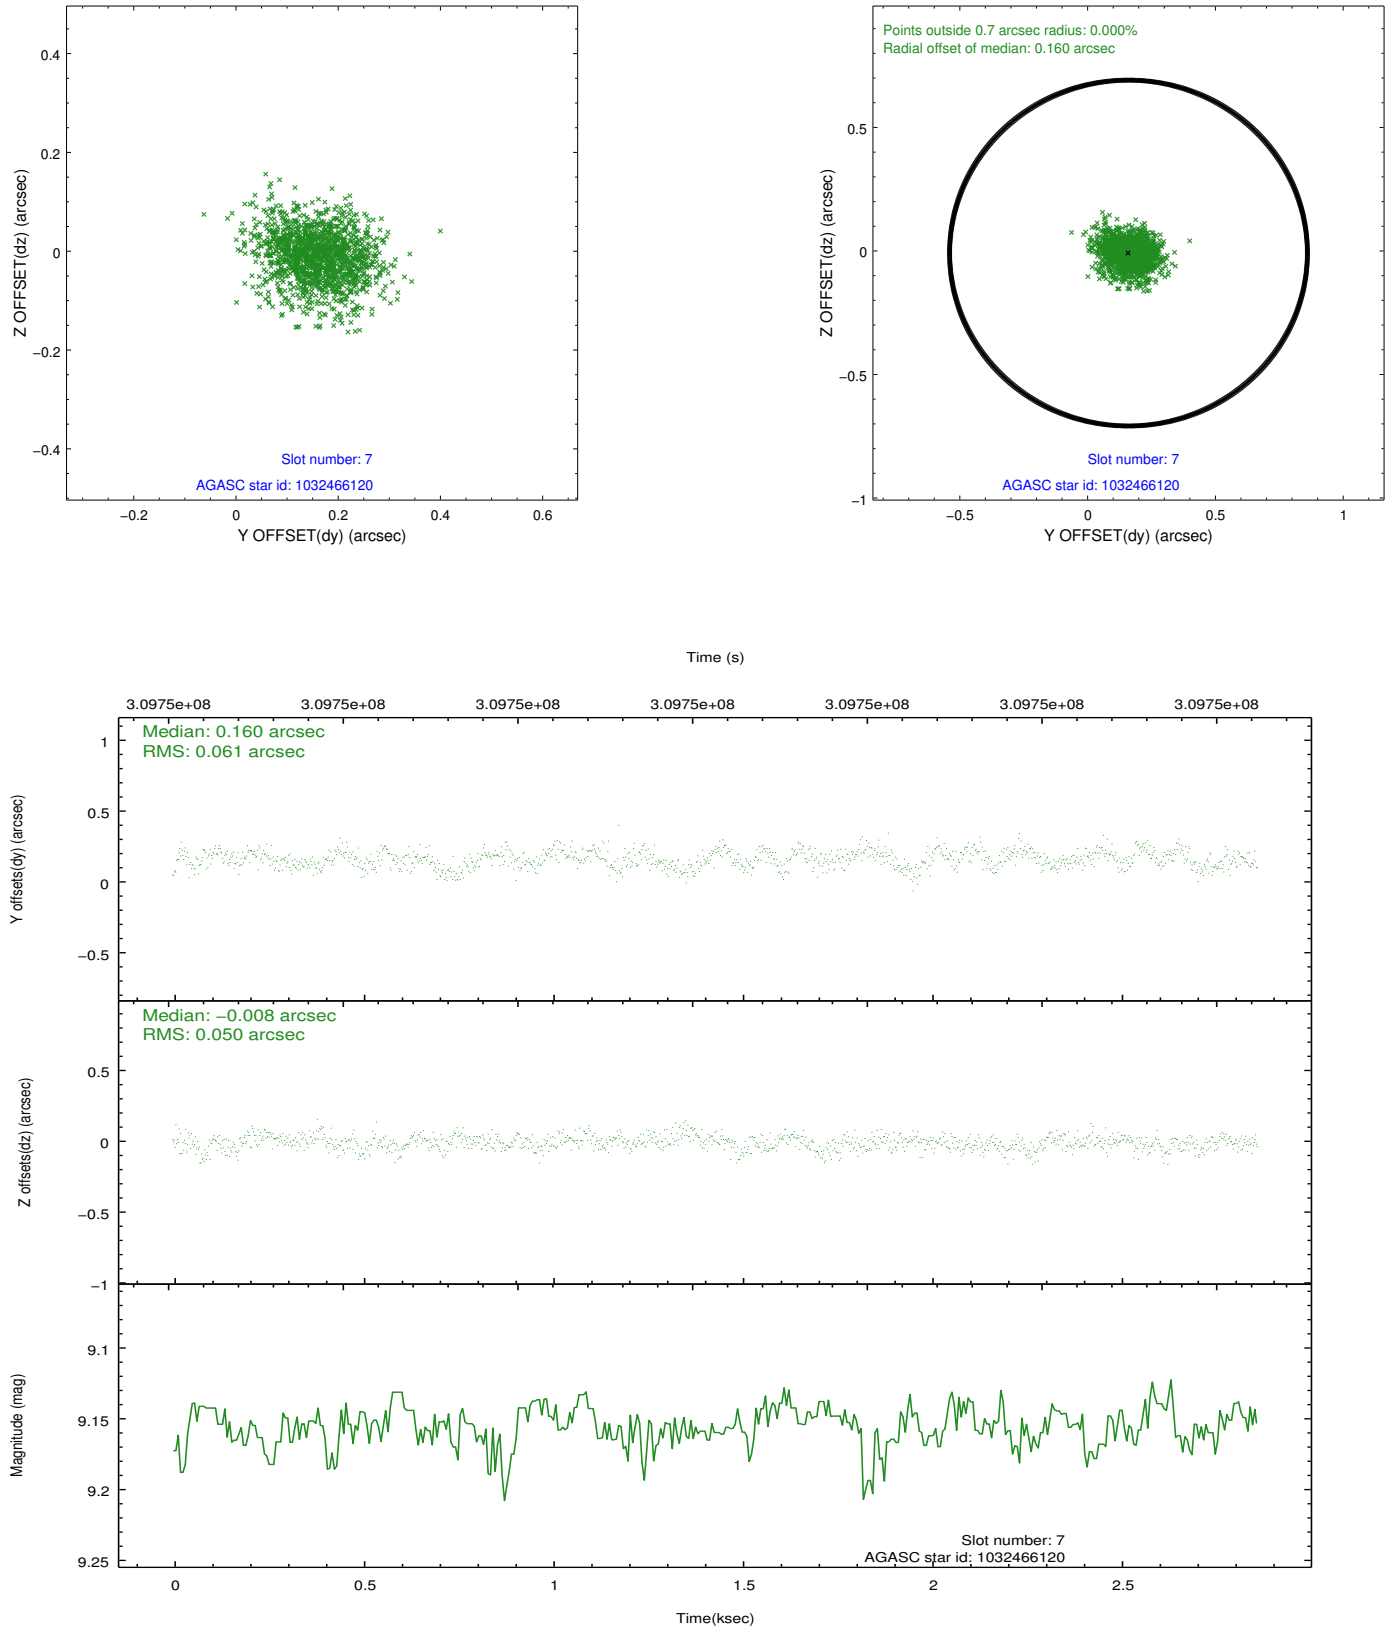 0.4
0.2
0
−0.2
−0.4
Z OFFSET(dz) (arcsec)
Slot number: 7
AGASC star id: 1032466120
−0.2 0 0.2 0.4 0.6
Y OFFSET(dy) (arcsec)
Points outside 0.7 arcsec radius: 0.000%
Radial offset of median: 0.160 arcsec
0.5
0
−0.5
−1
Z OFFSET(dz) (arcsec)
Slot number: 7
AGASC star id: 1032466120
−0.5 0 0.5 1
Y OFFSET(dy) (arcsec)
Time (s)
3.0975e+08 3.0975e+08 3.0975e+08 3.0975e+08 3.0975e+08 3.0975e+08 3.0975e+08
Median: 0.160 arcsec
RMS: 0.061 arcsec
1
0.5
0
−0.5
Y offsets(dy) (arcsec)
Median: −0.008 arcsec
RMS: 0.050 arcsec
0.5
0
−0.5
−1
Z offsets(dz) (arcsec)
9.1
9.15
9.2
9.25
Magnitude (mag)
Slot number: 7
AGASC star id: 1032466120
0 0.5 1 1.5 2 2.5
Time(ksec)